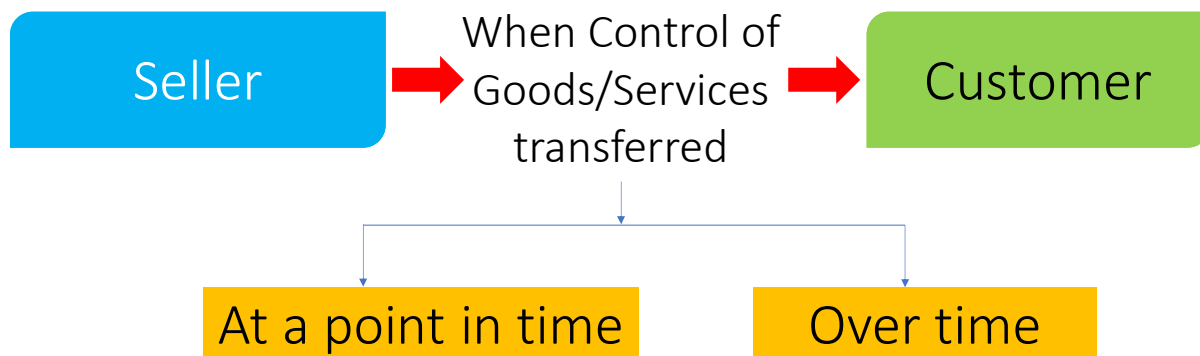 Seller
When Control of
Goods/Services
transferred
Customer
At a point in time
Over time